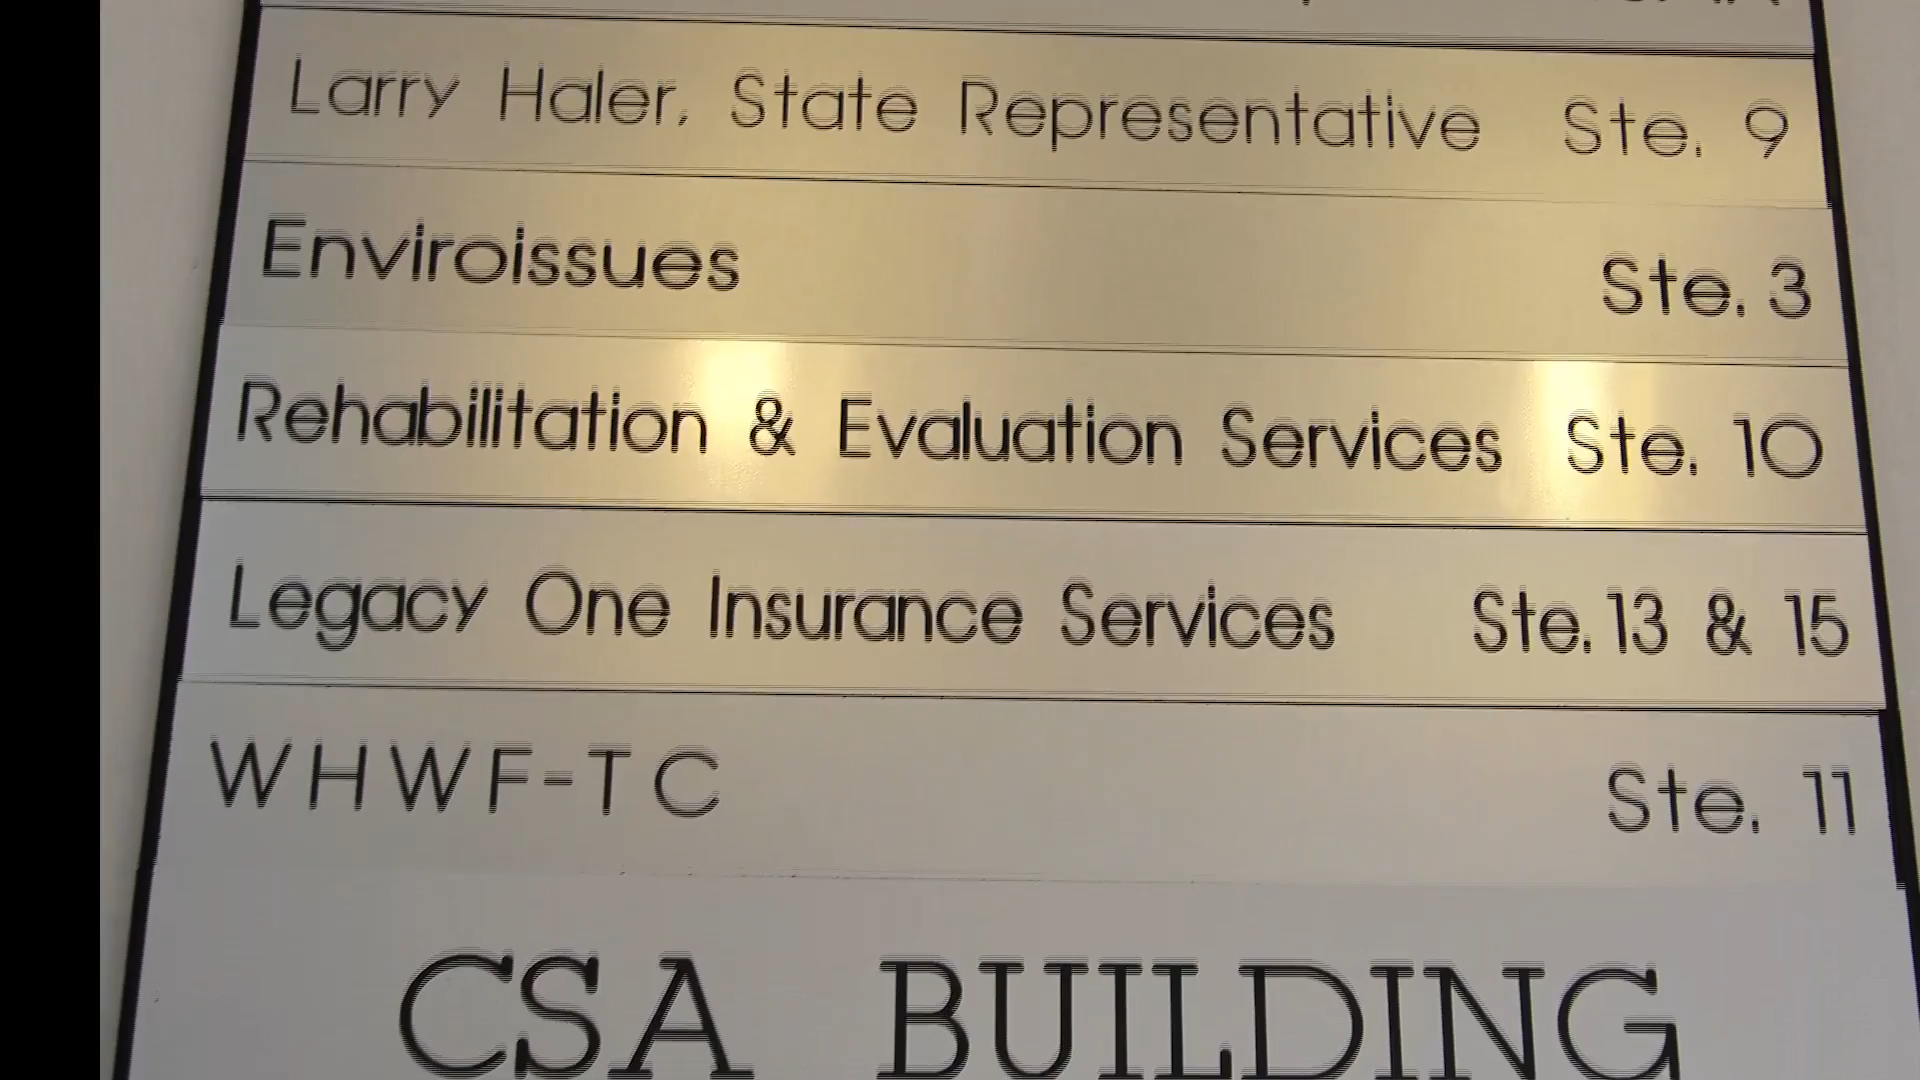 Larry Haler, State Representative Ste. 9
Enviroissues Ste. 3
Rehabilitation & Evaluation Services Ste. 10
Legacy One Insurance Services Ste. 13 & 15
WHWF-TC Ste. 11
CSA BUILDING